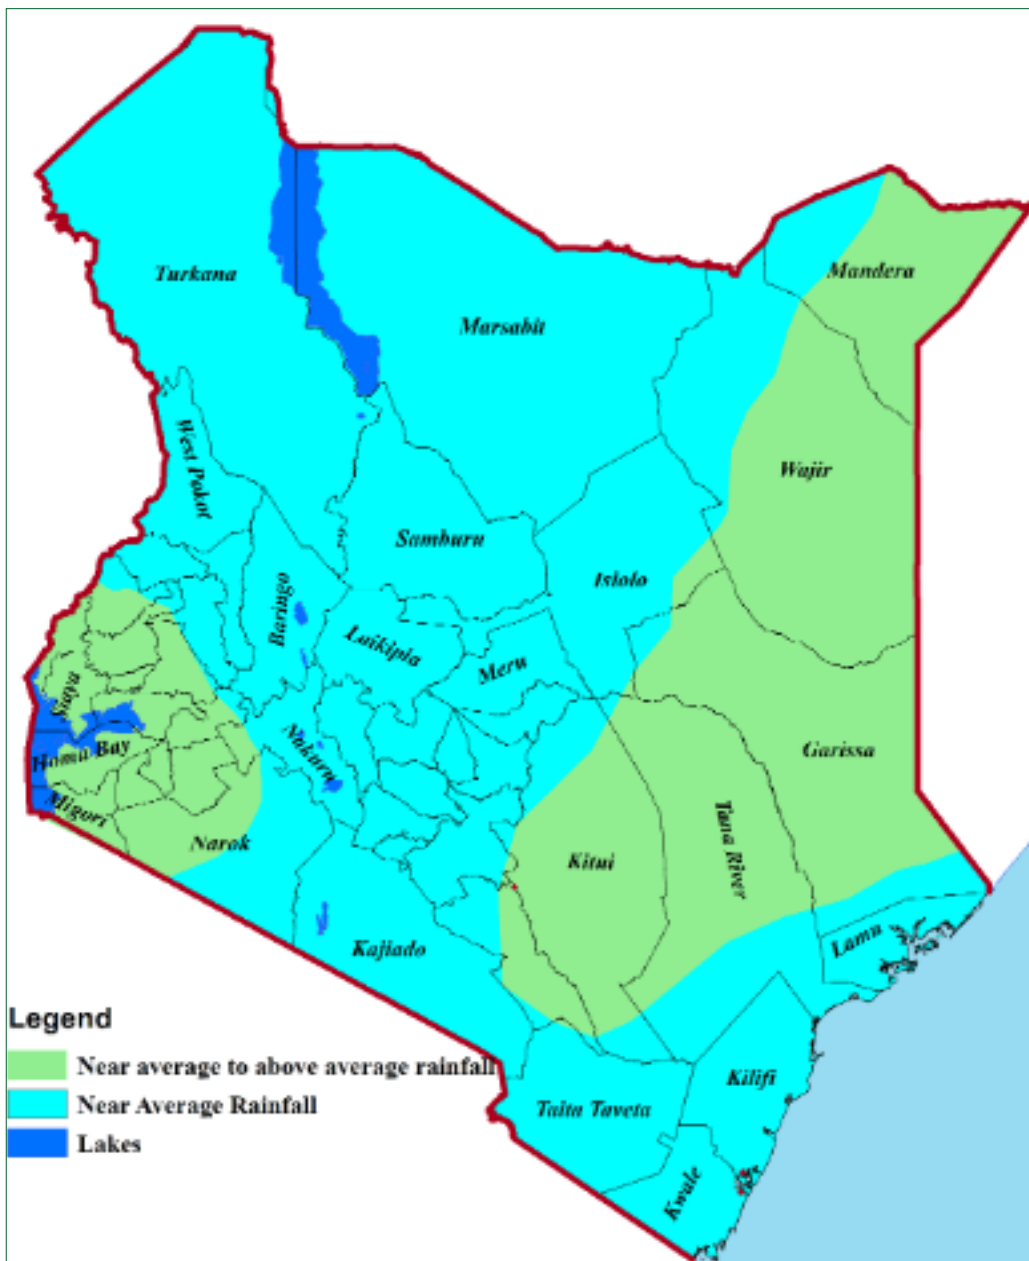 Turkana
Mandera
Marsabit
West Pokot
Wajir
Samburu
Isiolo
Baringo
Laikipia
Meru
Siaya
Nakuru
Homa Bay
Garissa
Migori
Narok
Kitui
Tana River
Lamu
Kajiado
Legend
Near average to above average rainfall
Near Average Rainfall
Lakes
Kilifi
Taita Taveta
Kwale